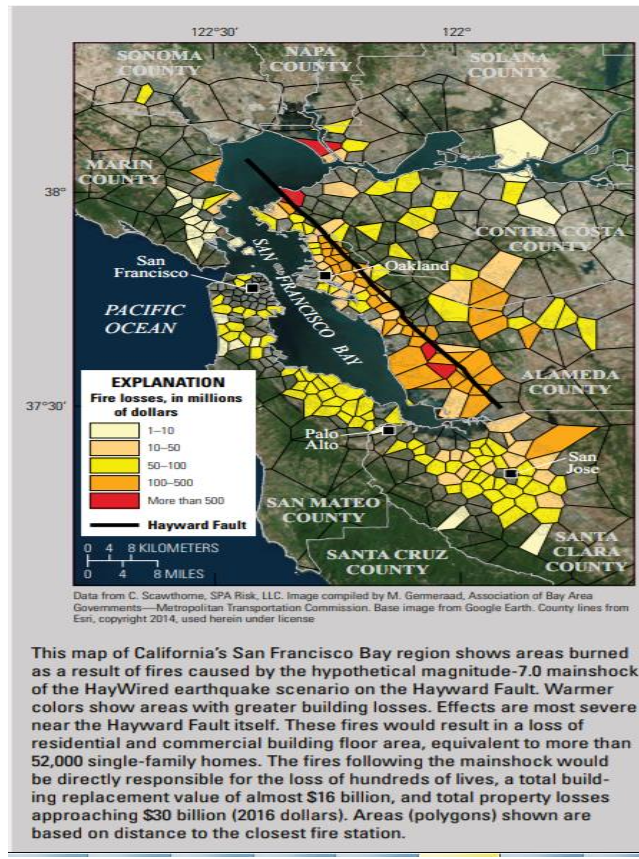 122°30'
122°
SONOMA
COUNTY
NAPA
COUNTY
SOLANA
COUNTY
MARIN
COUNTY
38°
CONTRA COSTA
COUNTY
San
Francisco
Oakland
SAN FRANCISCO BAY
PACIFIC
OCEAN
ALAMEDA
COUNTY
37°30'
EXPLANATION
Fire losses, in millions
of dollars
1–10
10–50
50–100
100–500
More than 500
Hayward Fault
0 4 8 KILOMETERS
0 4 8 MILES
Palo
Alto
San
Jose
SAN MATEO
COUNTY
SANTA CRUZ
COUNTY
SANTA
CLARA
COUNTY
Data from C. Scawthorne, SPA Risk, LLC. Image compiled by M. Germeraad, Association of Bay Area
Governments—Metropolitan Transportation Commission. Base image from Google Earth. County lines from
Esri, copyright 2014, used herein under license
This map of California's San Francisco Bay region shows areas burned
as a result of fires caused by the hypothetical magnitude-7.0 mainshock
of the HayWired earthquake scenario on the Hayward Fault. Warmer
colors show areas with greater building losses. Effects are most severe
near the Hayward Fault itself. These fires would result in a loss of
residential and commercial building floor area, equivalent to more than
52,000 single-family homes. The fires following the mainshock would
be directly responsible for the loss of hundreds of lives, a total build-
ing replacement value of almost $16 billion, and total property losses
approaching $30 billion (2016 dollars). Areas (polygons) shown are
based on distance to the closest fire station.